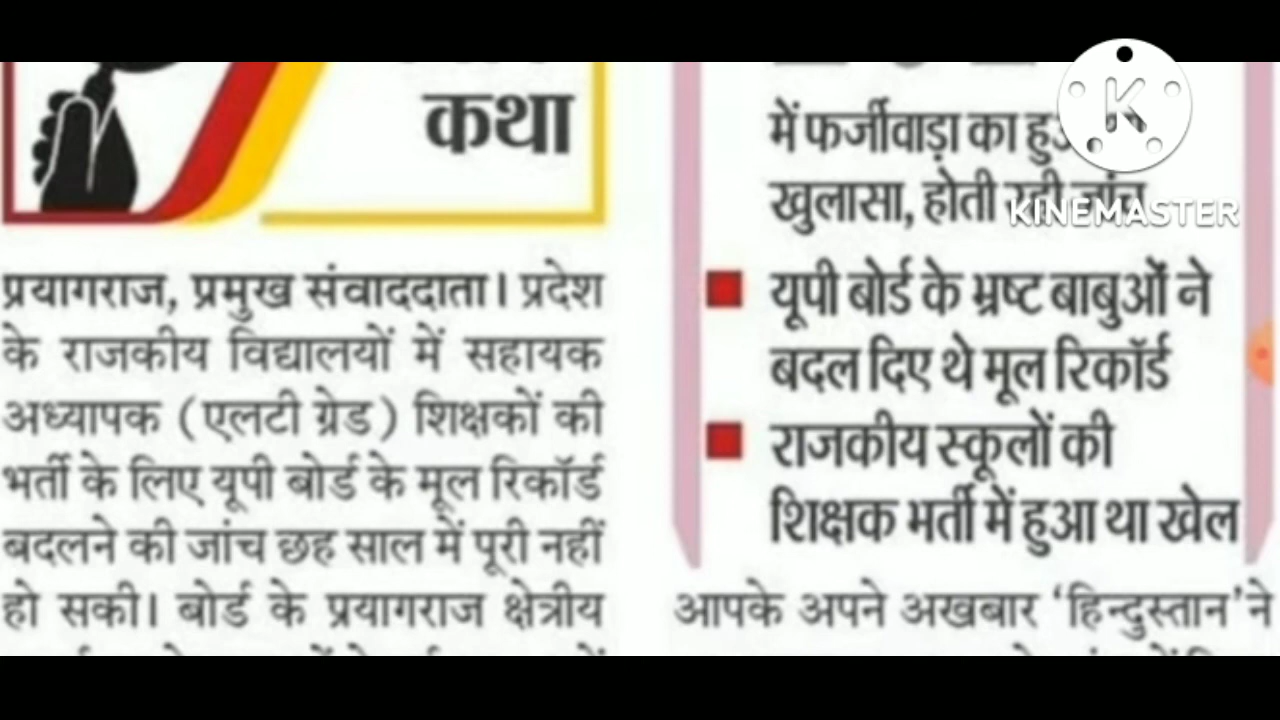 कथा
प्रयागराज, प्रमुख संवाददाता। प्रदेश
के राजकीय विद्यालयों में सहायक
अध्यापक (एलटी ग्रेड) शिक्षकों की
भर्ती के लिए यूपी बोर्ड के मूल रिकॉर्ड
बदलने की जांच छह साल में पूरी नहीं
हो सकी। बोर्ड के प्रयागराज क्षेत्रीय
में फर्जीवाड़ा का
खुलासा, होती रही जांच
यूपी बोर्ड के भ्रष्ट बाबुओं ने
बदल दिए थे मूल रिकॉर्ड
राजकीय स्कूलों की
शिक्षक भर्ती में हुआ था खेल
आपके अपने अखबार ‘हिन्दुस्तान’ ने
KINEMASTER